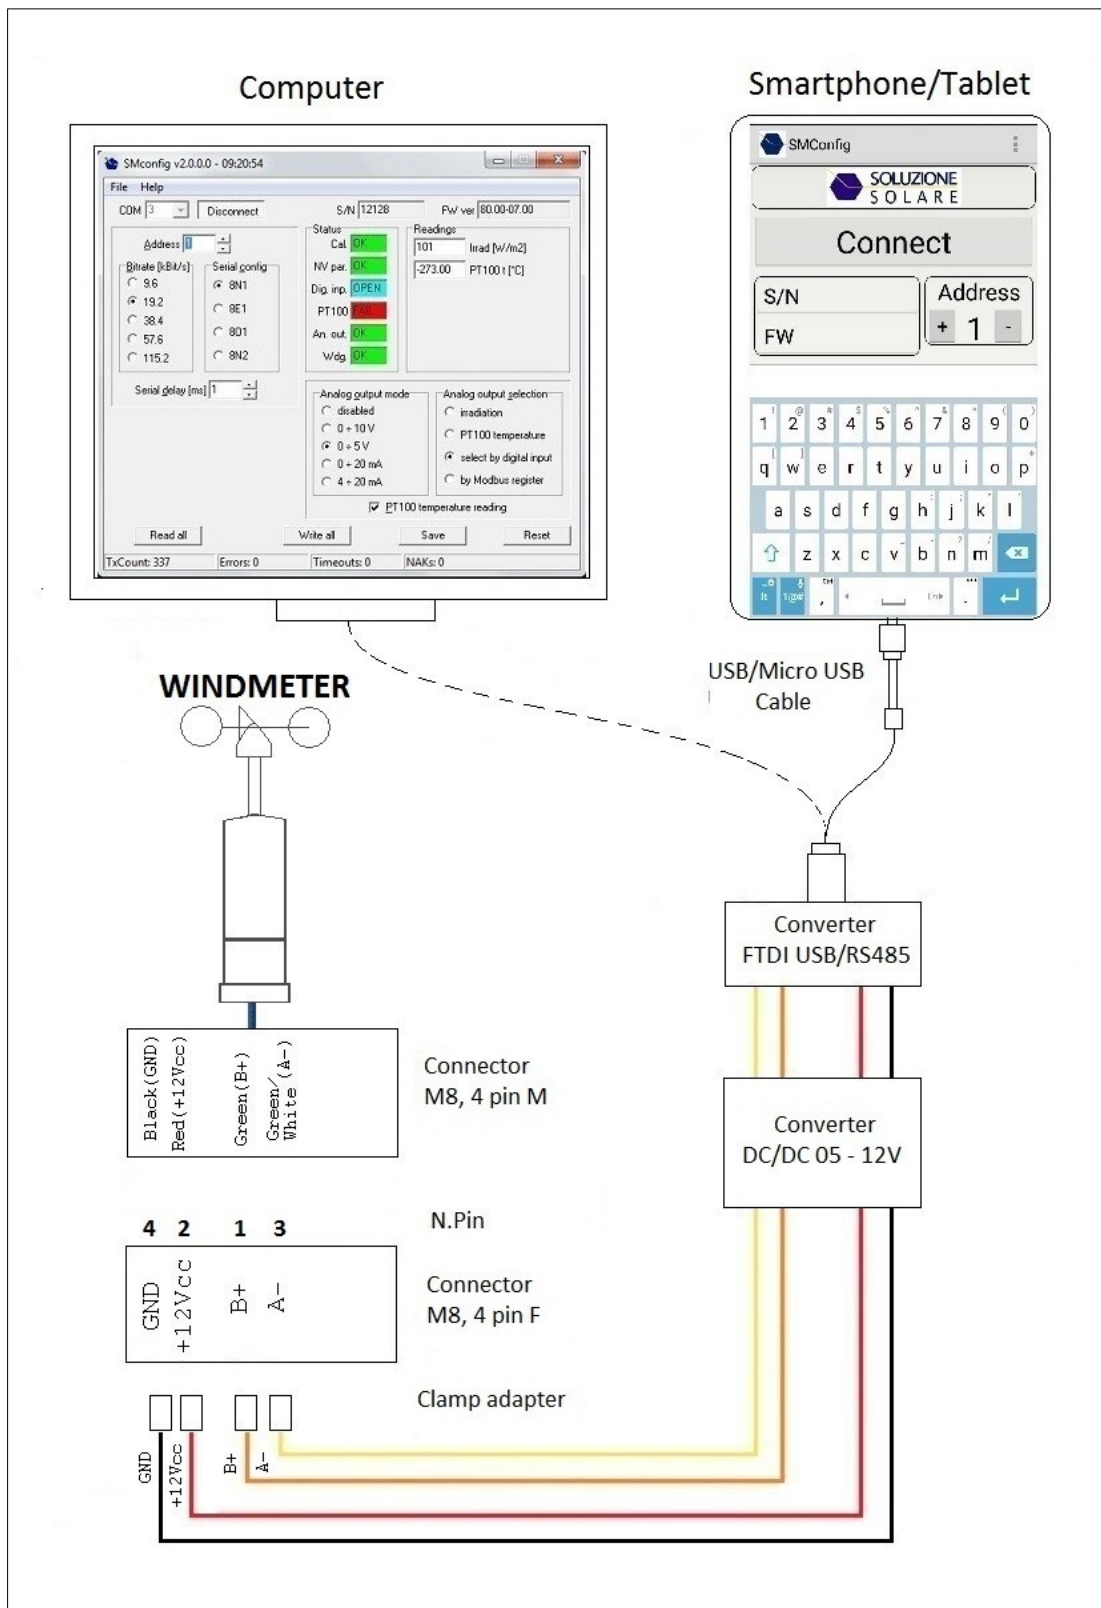 Computer
Smartphone/Tablet
SMconfig v2.0.0.0 - 09:20:54
File Help
COM 3 Disconnect S/N 12128 FW ver 80.00-07.00
Address 1
Bitrate [kBit/s]
9.6
19.2
38.4
57.6
115.2
Serial config
8N1
8E1
8O1
8N2
Serial delay [ms] 1
Status
Cal. OK
NV par. OK
Dig. inp. OPEN
PT100 FAIL
An. out. OK
Wdg. OK
Readings
101 Irrad [W/m2]
-273.00 PT100 t [°C]
Analog output mode
disabled
0 ÷ 10 V
0 ÷ 5 V
0 ÷ 20 mA
4 ÷ 20 mA
Analog output selection
irradiation
PT100 temperature
select by digital input
by Modbus register
PT100 temperature reading
Read all Write all Save Reset
TxCount: 337 Errors: 0 Timeouts: 0 NAKs: 0
SMConfig
SOLUZIONE
SOLARE
Connect
S/N
FW
Address
+ 1 -
1 2 3 4 5 6 7 8 9 0
q w e r t y u i o p
a s d f g h j k l
z x c v b n m
1@# , .
USB/Micro USB
Cable
WINDMETER
Converter
FTDI USB/RS485
Black(GND)
Red(+12Vcc)
Green(B+)
Green/
White (A-)
Connector
M8, 4 pin M
Converter
DC/DC 05 - 12V
4 2 1 3
N.Pin
GND
+12Vcc
B+
A-
Connector
M8, 4 pin F
Clamp adapter
GND
+12Vcc
B+
A-